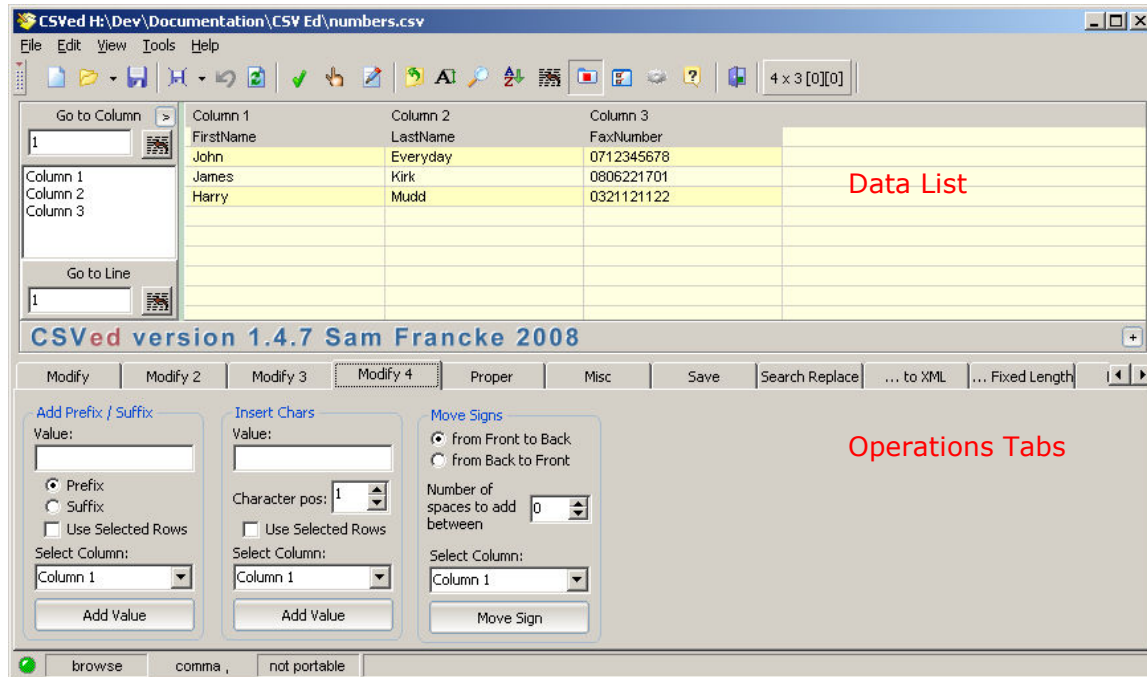 CSVed H:\Dev\Documentation\CSV Ed\numbers.csv
File Edit View Tools Help
4 x 3 [0][0]
Go to Column >
1
Column 1
Column 2
Column 3
Go to Line
1
Column 1 Column 2 Column 3
FirstName LastName FaxNumber
John Everyday 0712345678
James Kirk 0806221701
Harry Mudd 0321121122
Data List
CSVed version 1.4.7 Sam Francke 2008
Modify Modify 2 Modify 3 Modify 4 Proper Misc Save Search Replace ... to XML ... Fixed Length
Add Prefix / Suffix
Value:
Prefix
Suffix
Use Selected Rows
Select Column:
Column 1
Add Value
Insert Chars
Value:
Character pos: 1
Use Selected Rows
Select Column:
Column 1
Add Value
Move Signs
from Front to Back
from Back to Front
Number of
spaces to add 0
between
Select Column:
Column 1
Move Sign
Operations Tabs
browse comma , not portable